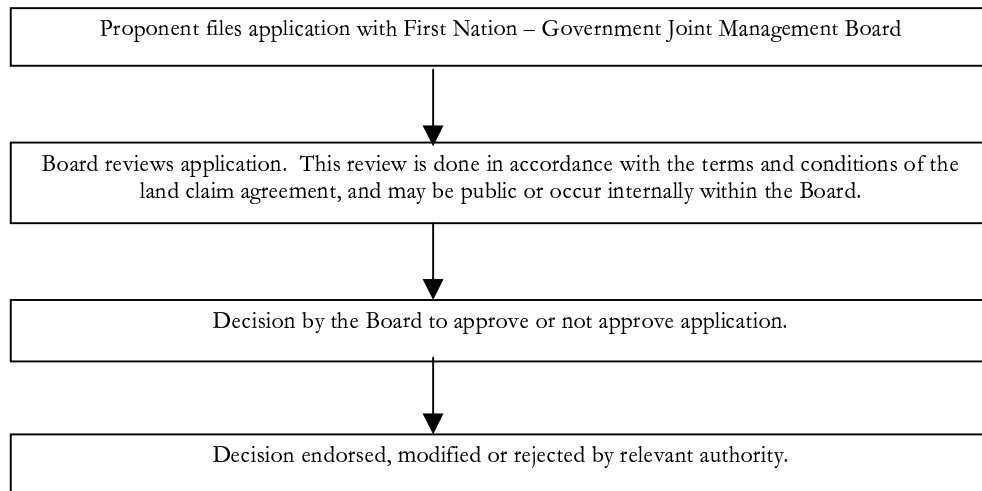 Proponent files application with First Nation – Government Joint Management Board
Board reviews application.  This review is done in accordance with the terms and conditions of the
land claim agreement, and may be public or occur internally within the Board.
Decision by the Board to approve or not approve application.
Decision endorsed, modified or rejected by relevant authority.